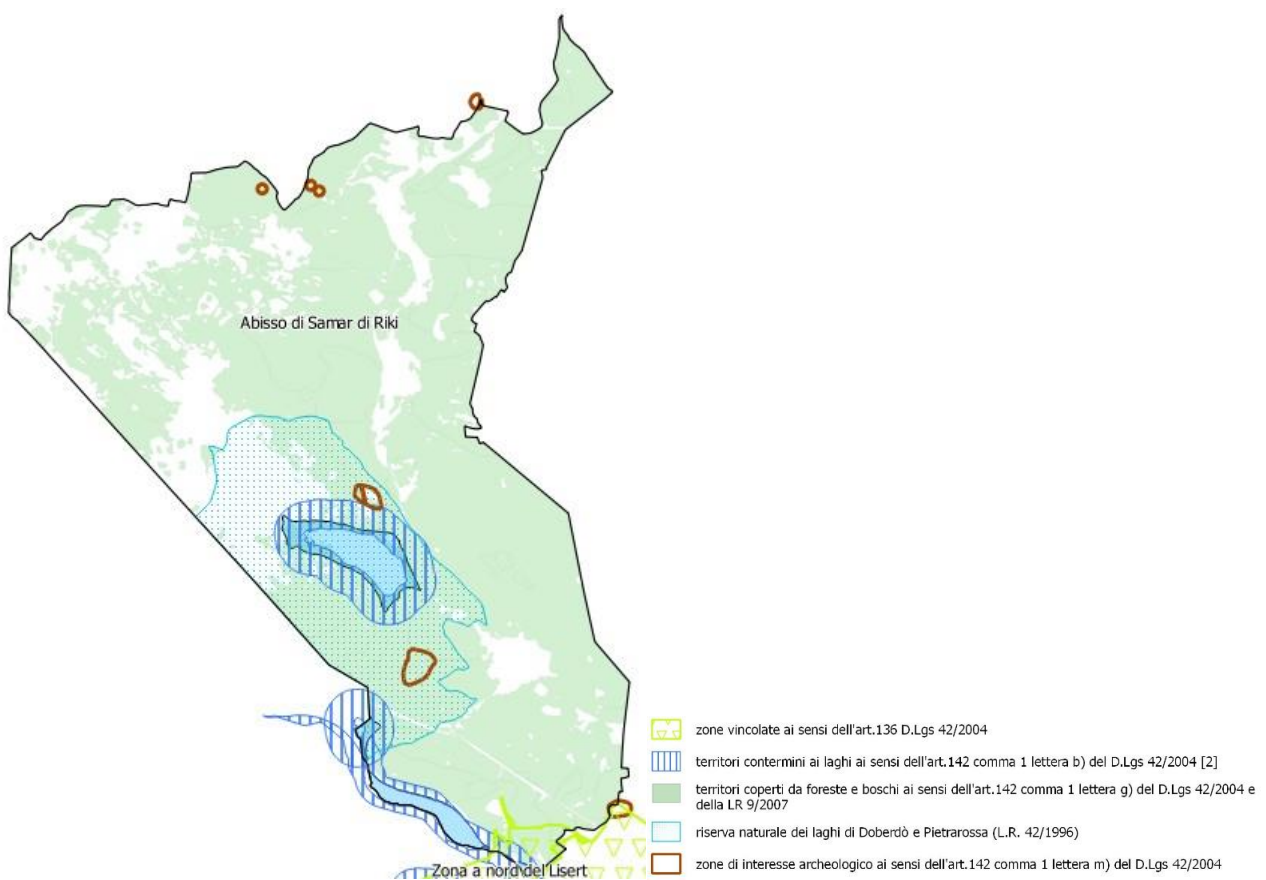 Abisso di Samar di Riki
Zona a nord del Lisert
zone vincolate ai sensi dell'art.136 D.Lgs 42/2004
territori contermini ai laghi ai sensi dell'art.142 comma 1 lettera b) del D.Lgs 42/2004 [2]
territori coperti da foreste e boschi ai sensi dell'art.142 comma 1 lettera g) del D.Lgs 42/2004 e
della LR 9/2007
riserva naturale dei laghi di Doberdò e Pietrarossa (L.R. 42/1996)
zone di interesse archeologico ai sensi dell'art.142 comma 1 lettera m) del D.Lgs 42/2004